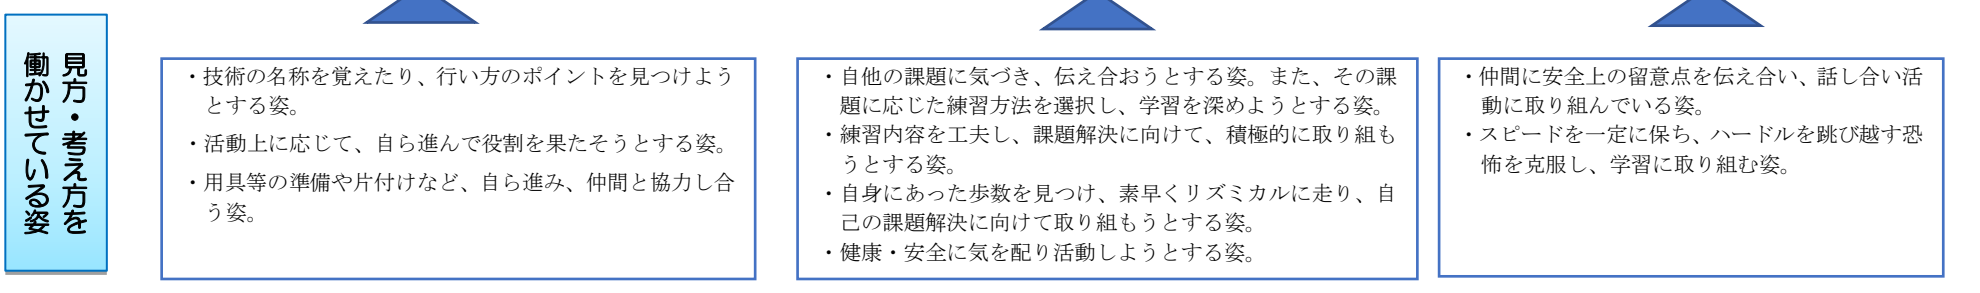 見方・考え方を
働かせている姿
・技術の名称を覚えたり、行い方のポイントを見つけよう
とする姿。
・活動上に応じて、自ら進んで役割を果たそうとする姿。
・用具等の準備や片付けなど、自ら進み、仲間と協力し合
う姿。
・自他の課題に気づき、伝え合おうとする姿。また、その課
題に応じた練習方法を選択し、学習を深めようとする姿。
・練習内容を工夫し、課題解決に向けて、積極的に取り組も
うとする姿。
・自身にあった歩数を見つけ、素早くリズミカルに走り、自
己の課題解決に向けて取り組もうとする姿。
・健康・安全に気を配り活動しようとする姿。
・仲間に安全上の留意点を伝え合い、話し合い活
動に取り組んでいる姿。
・スピードを一定に保ち、ハードルを跳び越す恐
怖を克服し、学習に取り組む姿。